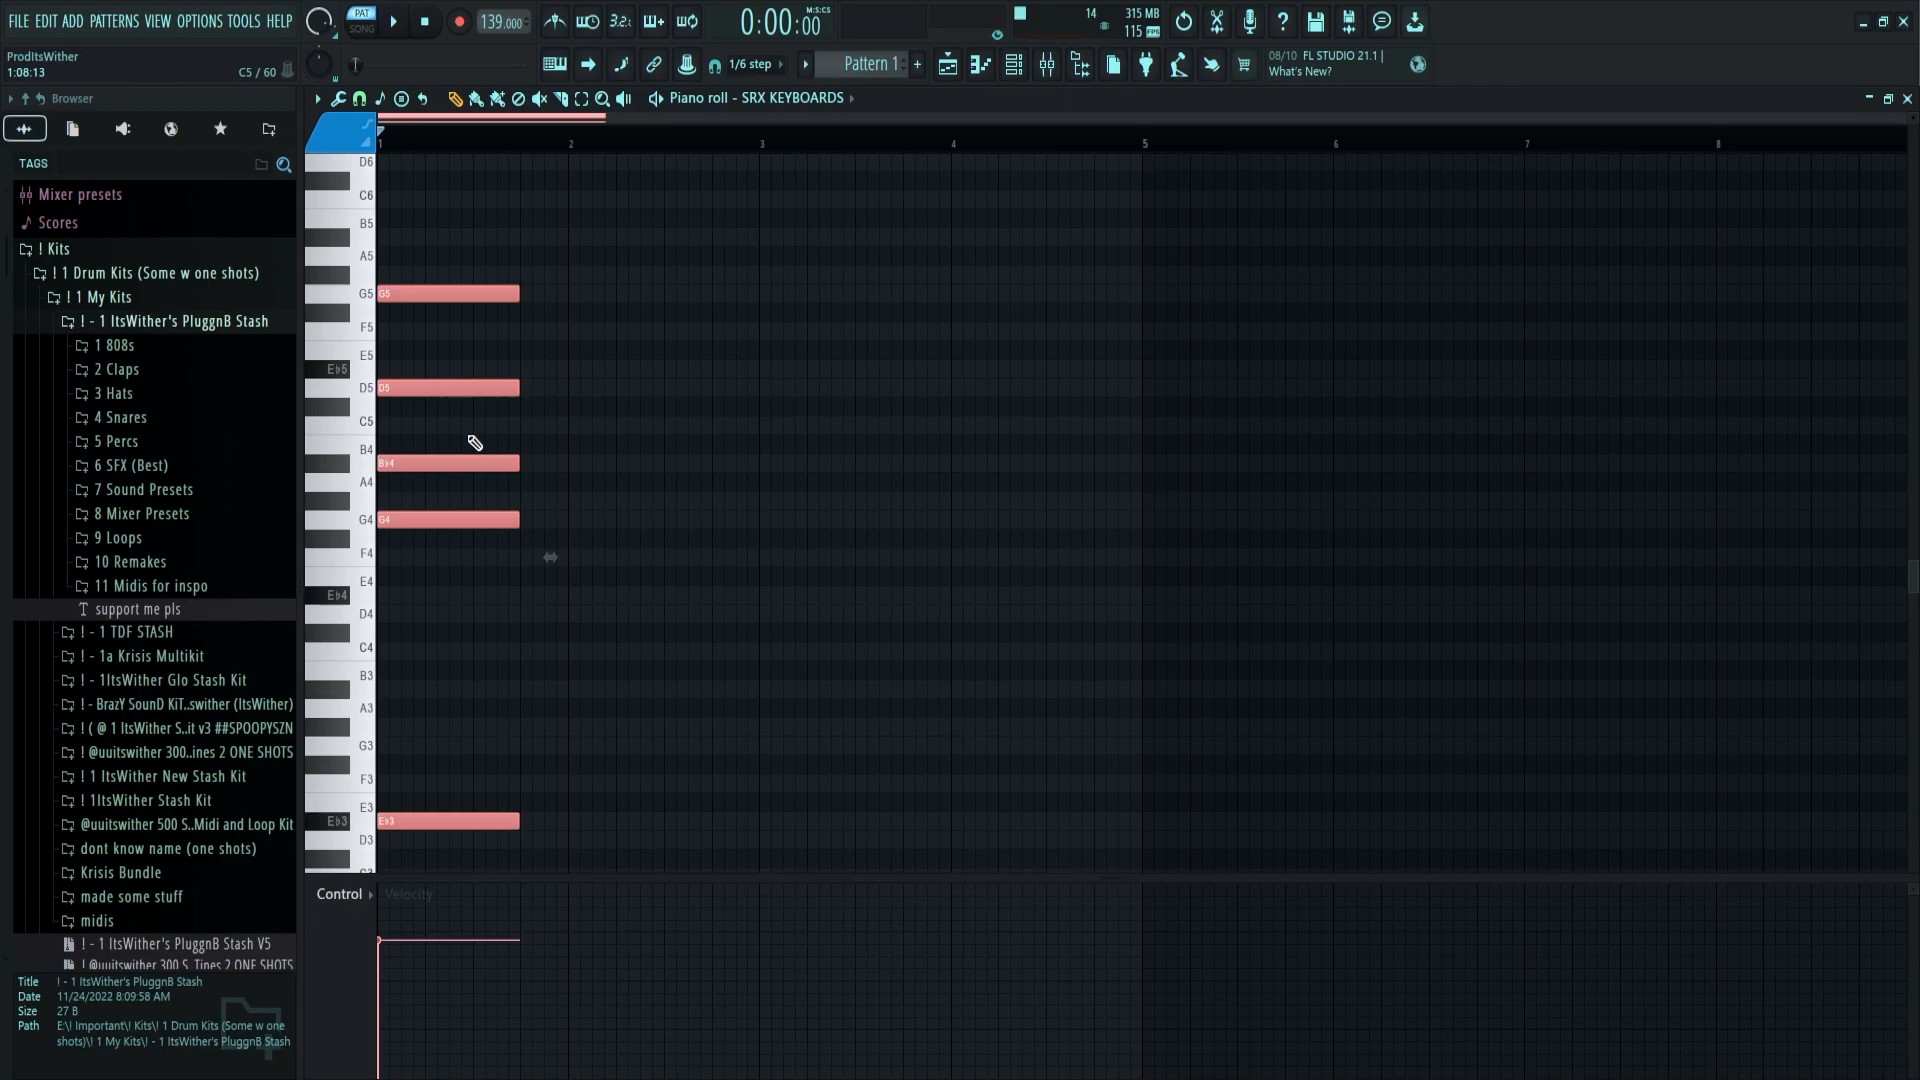 FILE EDIT ADD PATTERNS VIEW OPTIONS TOOLS HELP
PAT
SONG
139.000
3.2:
0:00:00
M:S:CS
14
315 MB
115 FPS
ProdItsWither
1:08:13
C5 / 60
1/6 step
Pattern 1
+
08/10 FL STUDIO 21.1 |
What's New?
Browser
Piano roll - SRX KEYBOARDS
TAGS
Mixer presets
Scores
! Kits
! 1 Drum Kits (Some w one shots)
! 1 My Kits
! - 1 ItsWither's PluggnB Stash
1 808s
2 Claps
3 Hats
4 Snares
5 Percs
6 SFX (Best)
7 Sound Presets
8 Mixer Presets
9 Loops
10 Remakes
11 Midis for inspo
support me pls
! - 1 TDF STASH
! - 1a Krisis Multikit
! - 1ItsWither Glo Stash Kit
! - BrazY SounD KiT..swither (ItsWither)
! ( @ 1 ItsWither S..it v3 ##SPOOPYSZN
! @uuitswither 300..ines 2 ONE SHOTS
! 1 ItsWither New Stash Kit
! 1ItsWither Stash Kit
@uuitswither 500 S..Midi and Loop Kit
dont know name (one shots)
Krisis Bundle
made some stuff
midis
! - 1 ItsWither's PluggnB Stash V5
! @uuitswither 300 S..Tines 2 ONE SHOTS
Title ! - 1 ItsWither's PluggnB Stash
Date 11/24/2022 8:09:58 AM
Size 27 B
Path E:\! Important\! Kits\! 1 Drum Kits (Some w one
shots)\! 1 My Kits\! - 1 ItsWither's PluggnB Stash
1 2 3 4 5 6 7 8
D6
C6
B5
A5
G5 G5
F5
E5
E♭5
D5 D5
C5
B4
B♭4
A4
G4 G4
F4
E4
E♭4
D4
C4
B3
A3
G3
F3
E3
E♭3 E♭3
D3
C3
Control Velocity